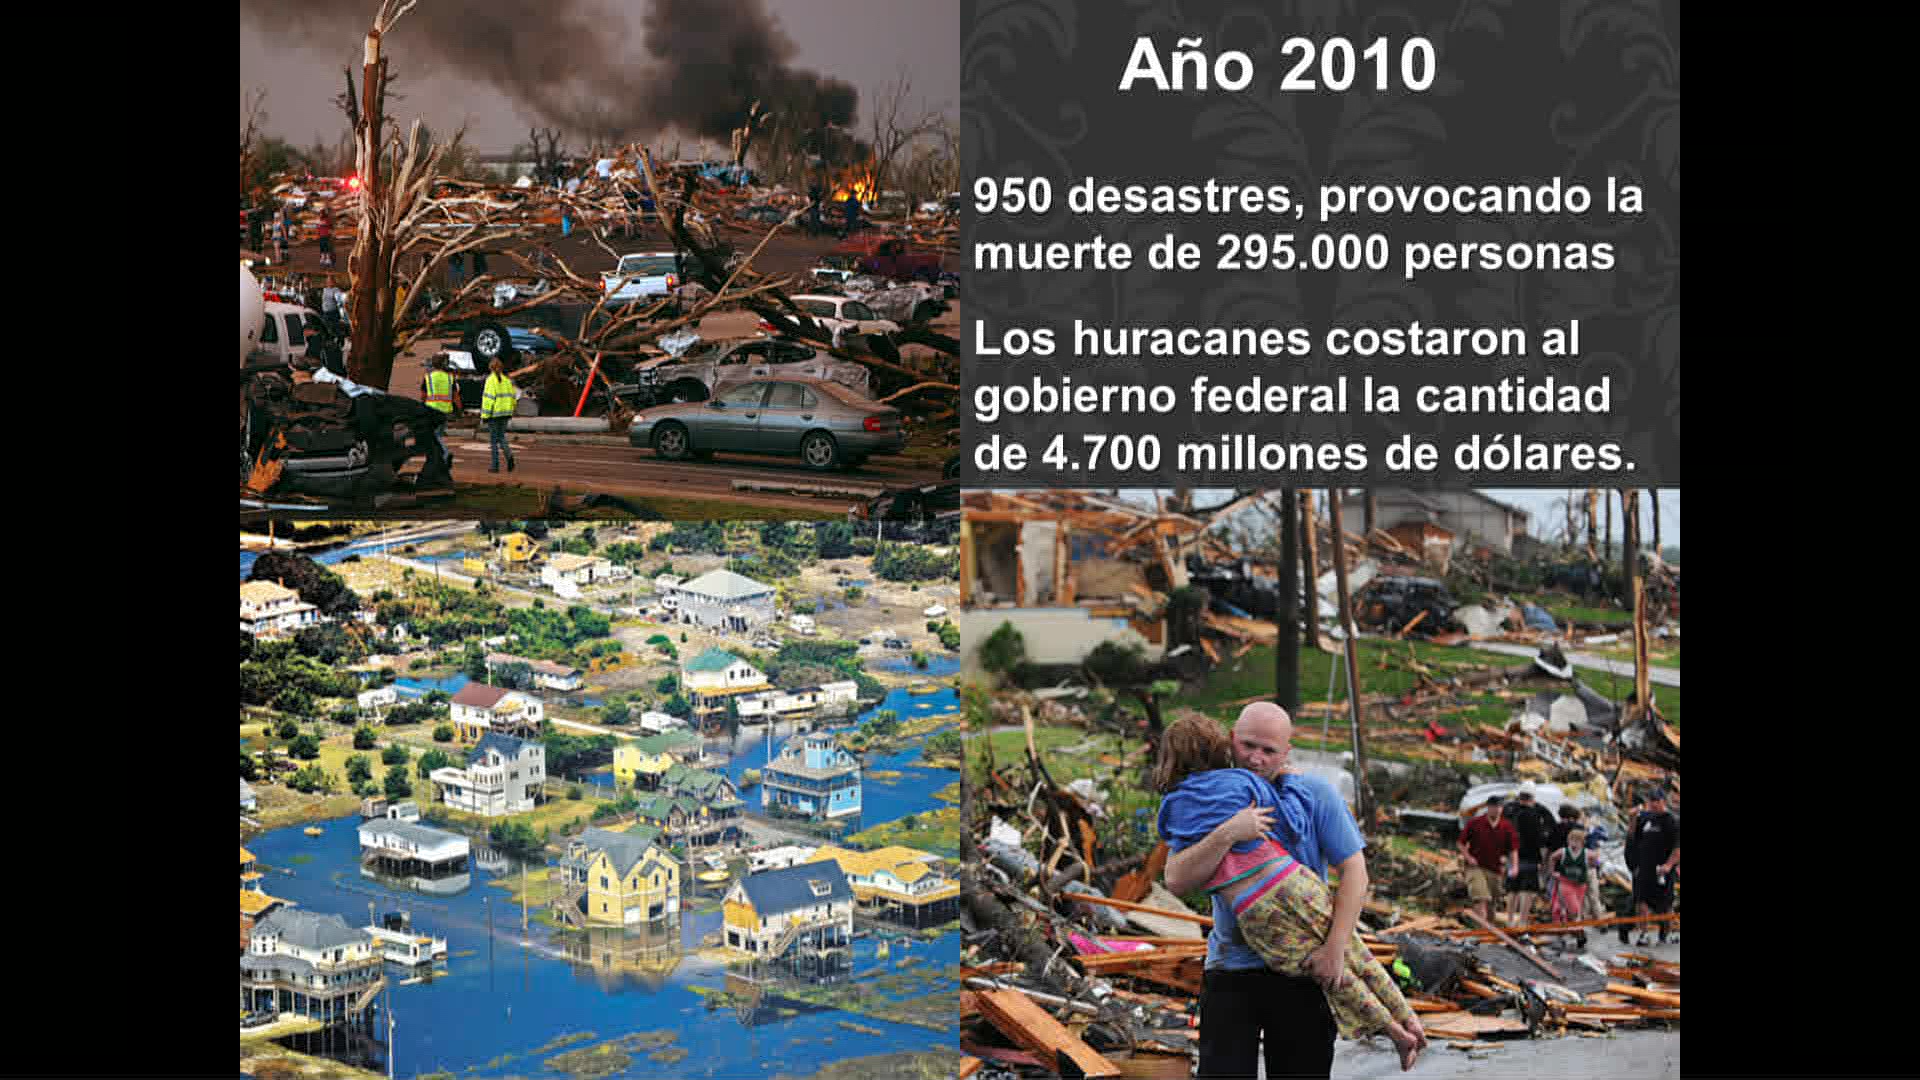 Año 2010
950 desastres, provocando la
muerte de 295.000 personas
Los huracanes costaron al
gobierno federal la cantidad
de 4.700 millones de dólares.